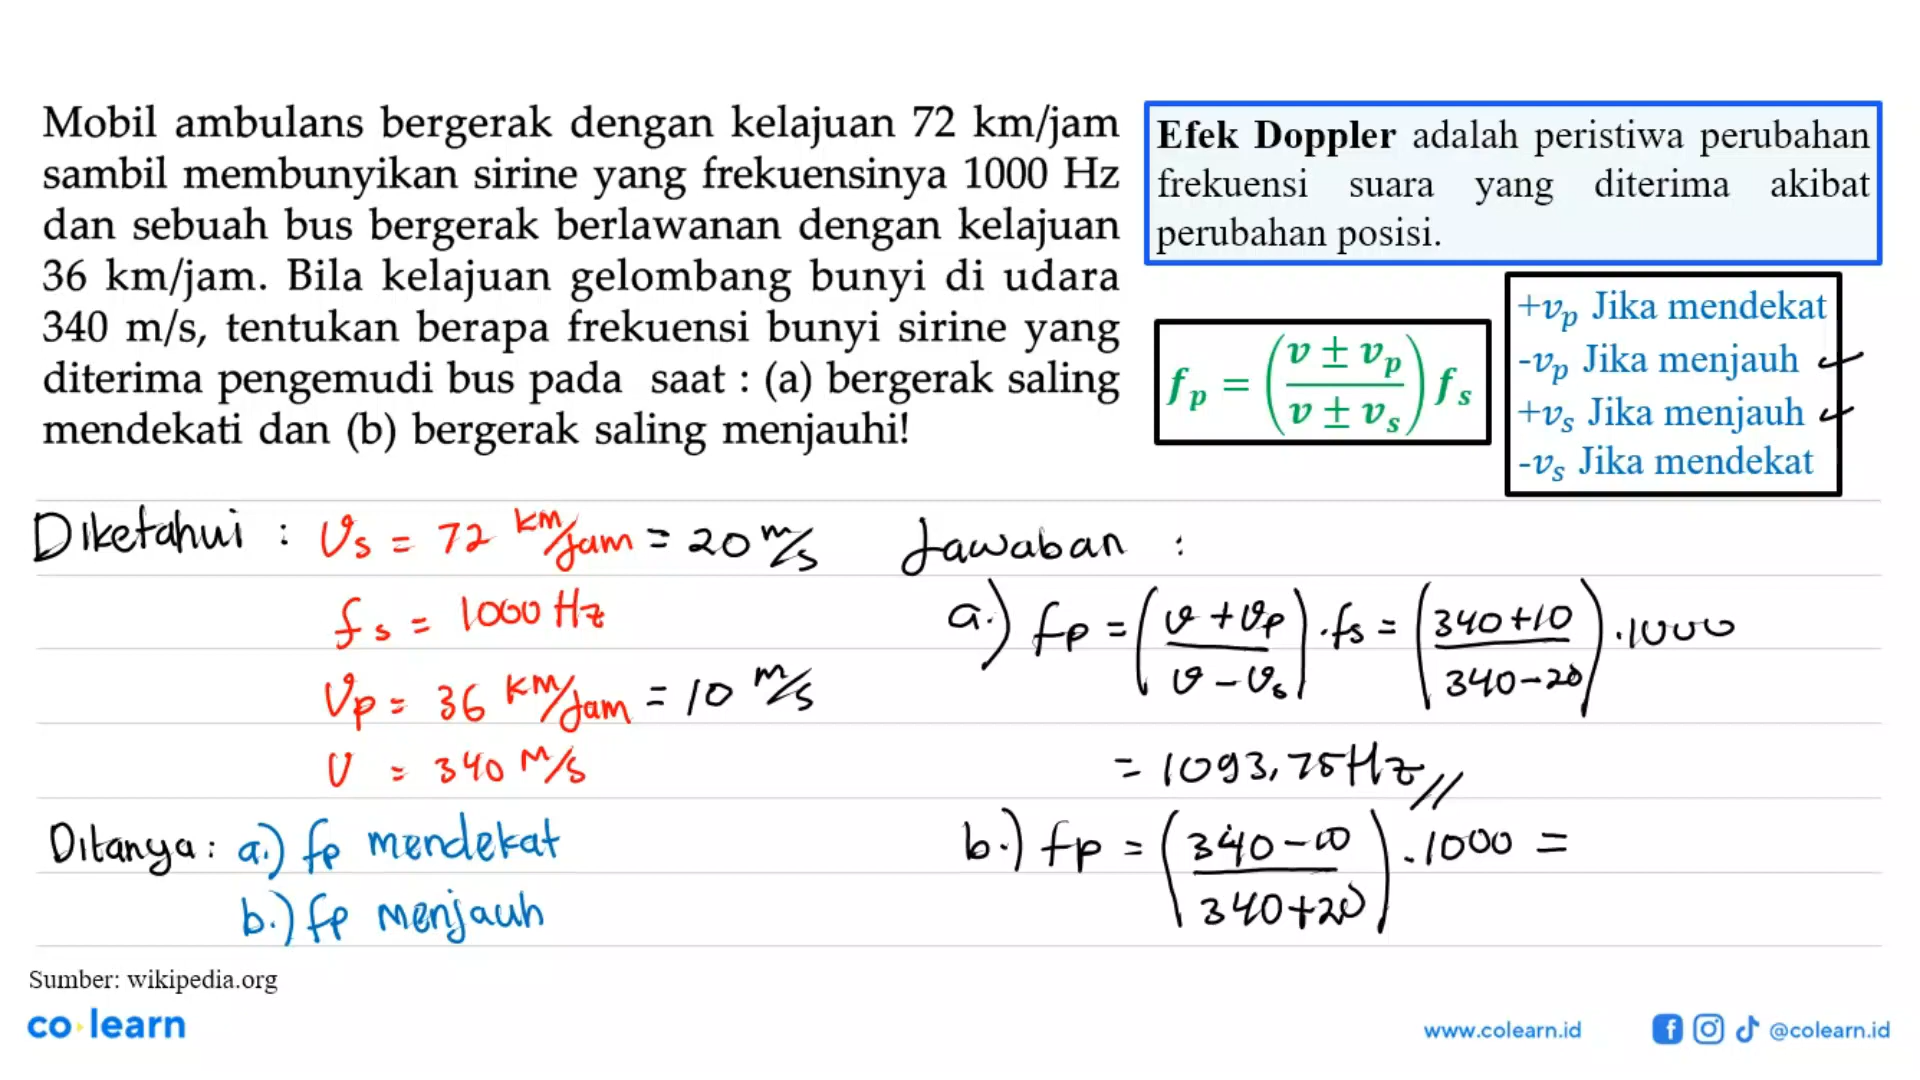 Mobil ambulans bergerak dengan kelajuan 72 km/jam
sambil membunyikan sirine yang frekuensinya 1000 Hz
dan sebuah bus bergerak berlawanan dengan kelajuan
36 km/jam. Bila kelajuan gelombang bunyi di udara
340 m/s, tentukan berapa frekuensi bunyi sirine yang
diterima pengemudi bus pada saat : (a) bergerak saling
mendekati dan (b) bergerak saling menjauhi!
Efek Doppler adalah peristiwa perubahan
frekuensi suara yang diterima akibat
perubahan posisi.
f_p = ((v ± v_p)/(v ± v_s)) f_s
+v_p Jika mendekat
-v_p Jika menjauh ✓
+v_s Jika menjauh ✓
-v_s Jika mendekat
Diketahui : v_s = 72 km/jam = 20 m/s
f_s = 1000 Hz
v_p = 36 km/jam = 10 m/s
v = 340 m/s
Ditanya : a.) f_p mendekat
b.) f_p menjauh
Jawaban :
a.) f_p = ((v + v_p)/(v - v_s)) . f_s = ((340+10)/(340-20)) . 1000
= 1093,75 Hz //
b.) f_p = ((340-10)/(340+20)) . 1000 =
Sumber: wikipedia.org
co learn
www.colearn.id
@colearn.id